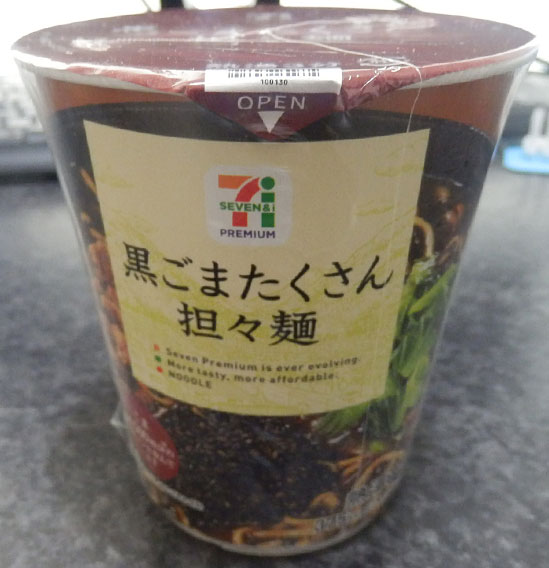 100130
OPEN
SEVEN&i
PREMIUM
黒ごまたくさん
担々麺
Seven Premium is ever evolving.
More tasty, more affordable.
NOODLE